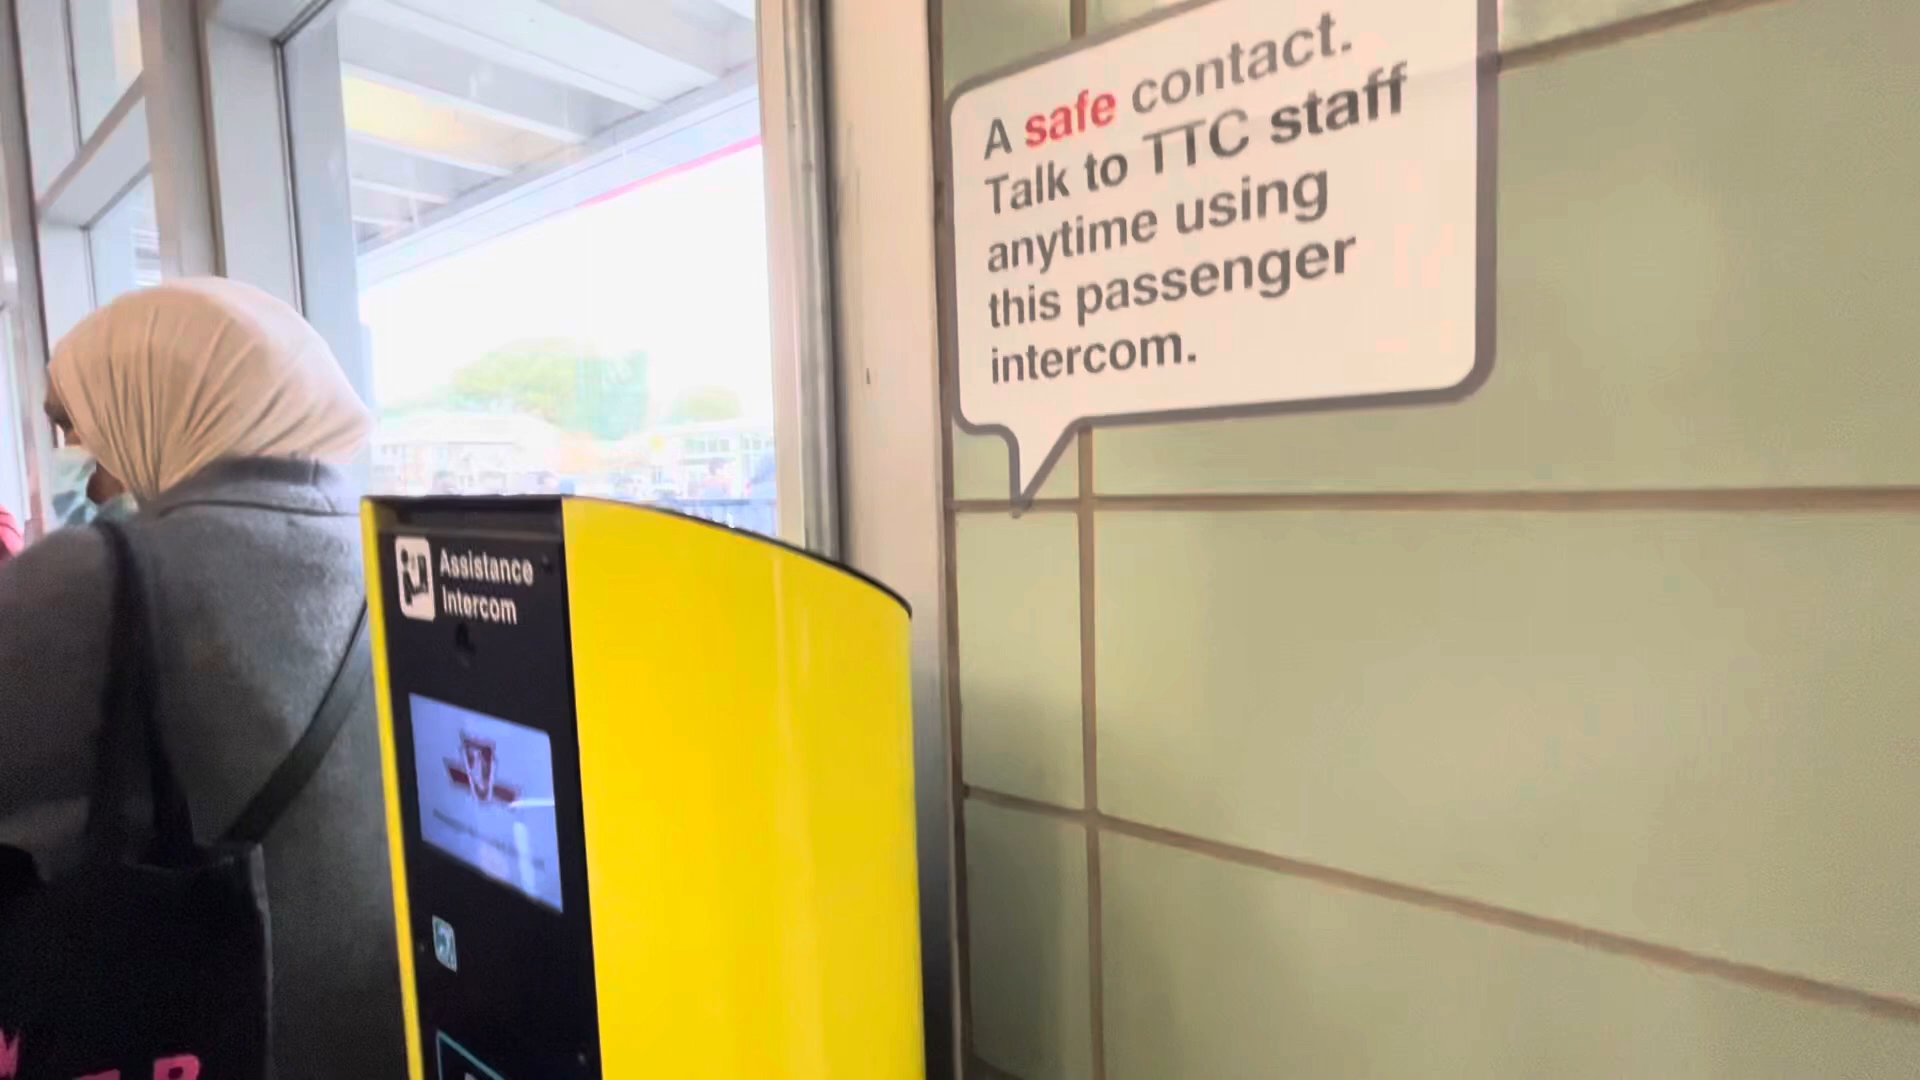 A safe contact.
Talk to TTC staff
anytime using
this passenger
intercom.
Assistance
Intercom